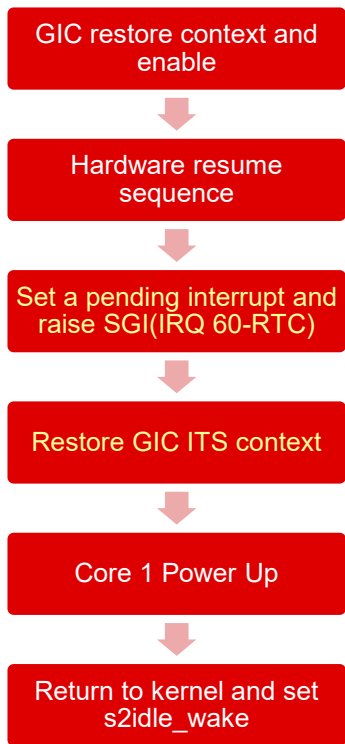 GIC restore context and
enable
Hardware resume
sequence
Set a pending interrupt and
raise SGI(IRQ 60-RTC)
Restore GIC ITS context
Core 1 Power Up
Return to kernel and set
s2idle_wake